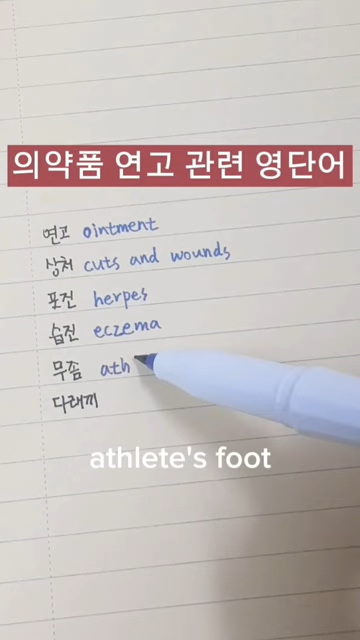 의약품 연고 관련 영단어
연고 ointment
상처 cuts and wounds
포진 herpes
습진 eczema
무좀 ath
다래끼
athlete's foot